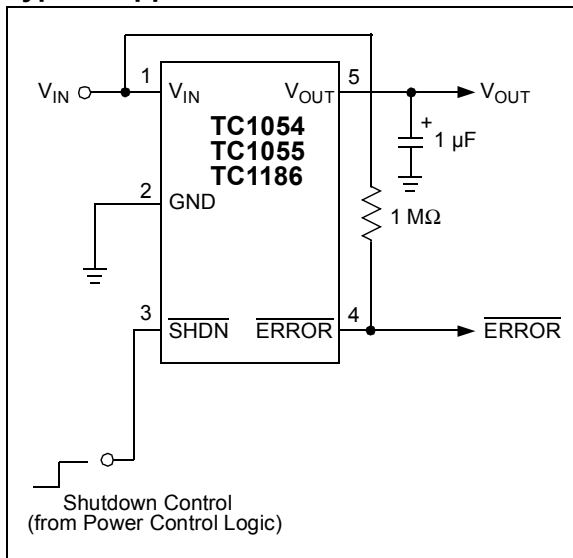 V_IN
1
V_IN
V_OUT
5
V_OUT
TC1054
TC1055
TC1186
+
1 µF
2
GND
1 MΩ
3
SHDN
ERROR
4
ERROR
Shutdown Control
(from Power Control Logic)